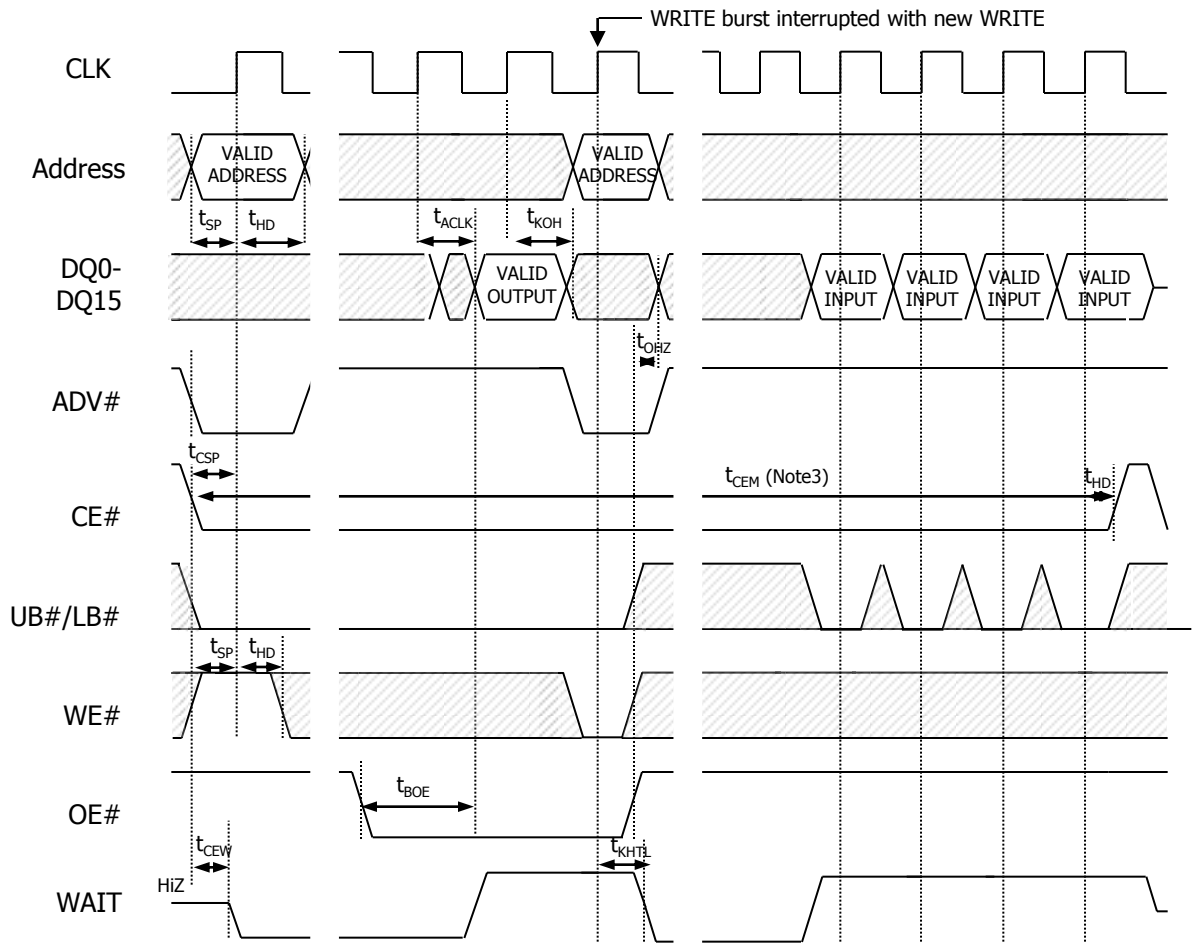 WRITE burst interrupted with new WRITE
CLK
Address
VALID
ADDRESS
VALID
ADDRESS
tSP
tHD
tACLK
tKOH
DQ0-
DQ15
VALID
OUTPUT
VALID
INPUT
VALID
INPUT
VALID
INPUT
VALID
INPUT
tOHZ
ADV#
tCSP
tCEM (Note3)
tHD
CE#
UB#/LB#
tSP
tHD
WE#
tBOE
OE#
tCEW
tKHTL
HiZ
WAIT